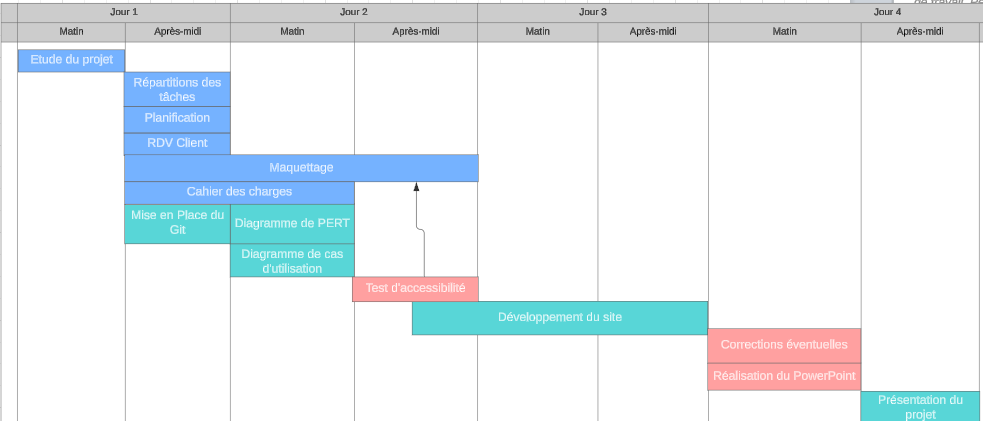 de travail. Pe
Jour 1 Jour 2 Jour 3 Jour 4
Matin Après-midi Matin Après-midi Matin Après-midi Matin Après-midi
Etude du projet
Répartitions des
tâches
Planification
RDV Client
Maquettage
Cahier des charges
Mise en Place du
Git
Diagramme de PERT
Diagramme de cas
d'utilisation
Test d'accessibilité
Développement du site
Corrections éventuelles
Réalisation du PowerPoint
Présentation du
projet